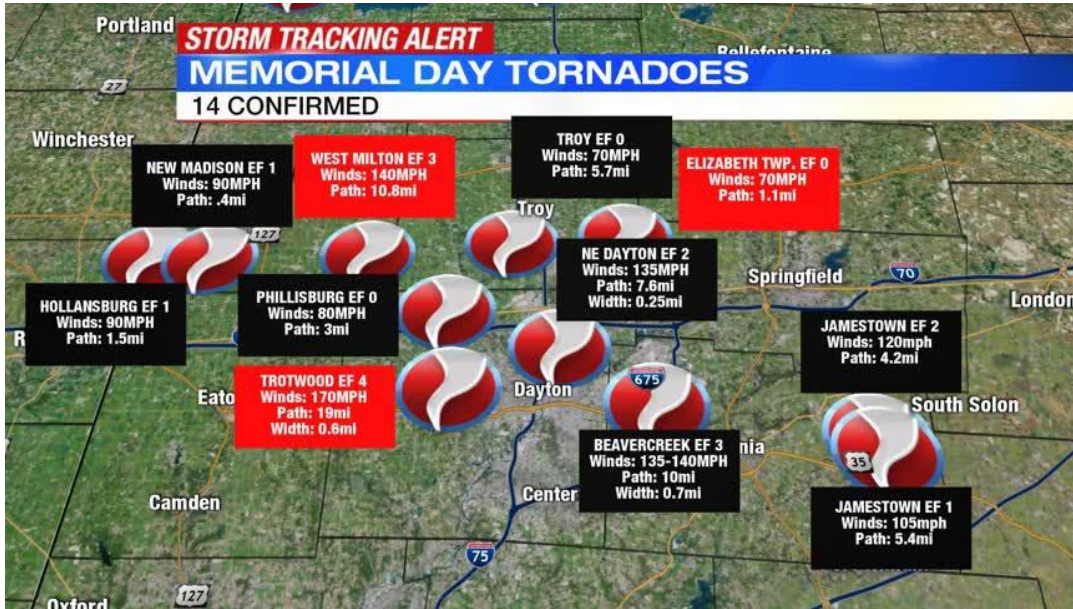 Portland
STORM TRACKING ALERT
Bellefontaine
MEMORIAL DAY TORNADOES
27
14 CONFIRMED
Winchester
NEW MADISON EF 1
Winds: 90MPH
Path: .4mi
WEST MILTON EF 3
Winds: 140MPH
Path: 10.8mi
TROY EF 0
Winds: 70MPH
Path: 5.7mi
ELIZABETH TWP. EF 0
Winds: 70MPH
Path: 1.1mi
Troy
127
HOLLANSBURG EF 1
Winds: 90MPH
Path: 1.5mi
PHILLISBURG EF 0
Winds: 80MPH
Path: 3mi
NE DAYTON EF 2
Winds: 135MPH
Path: 7.6mi
Width: 0.25mi
Springfield
70
London
R
JAMESTOWN EF 2
Winds: 120mph
Path: 4.2mi
TROTWOOD EF 4
Winds: 170MPH
Path: 19mi
Width: 0.6mi
Eato
Dayton
675
South Solon
BEAVERCREEK EF 3
Winds: 135-140MPH
Path: 10mi
Width: 0.7mi
nia
35
Camden
Center
JAMESTOWN EF 1
Winds: 105mph
Path: 5.4mi
75
127
Oxford